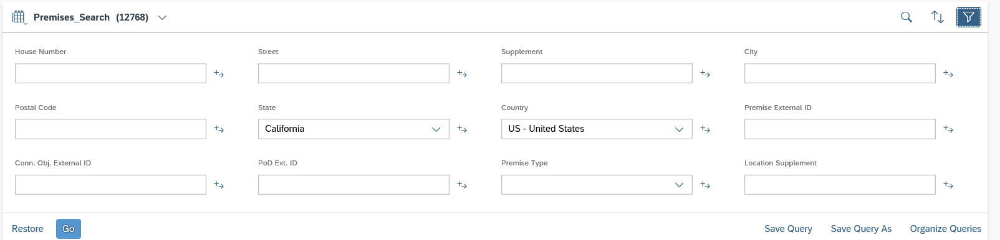 Premises_Search (12768)
House Number Street Supplement City
Postal Code State Country Premise External ID
California US - United States
Conn. Obj. External ID PoD Ext. ID Premise Type Location Supplement
Restore Go Save Query Save Query As Organize Queries